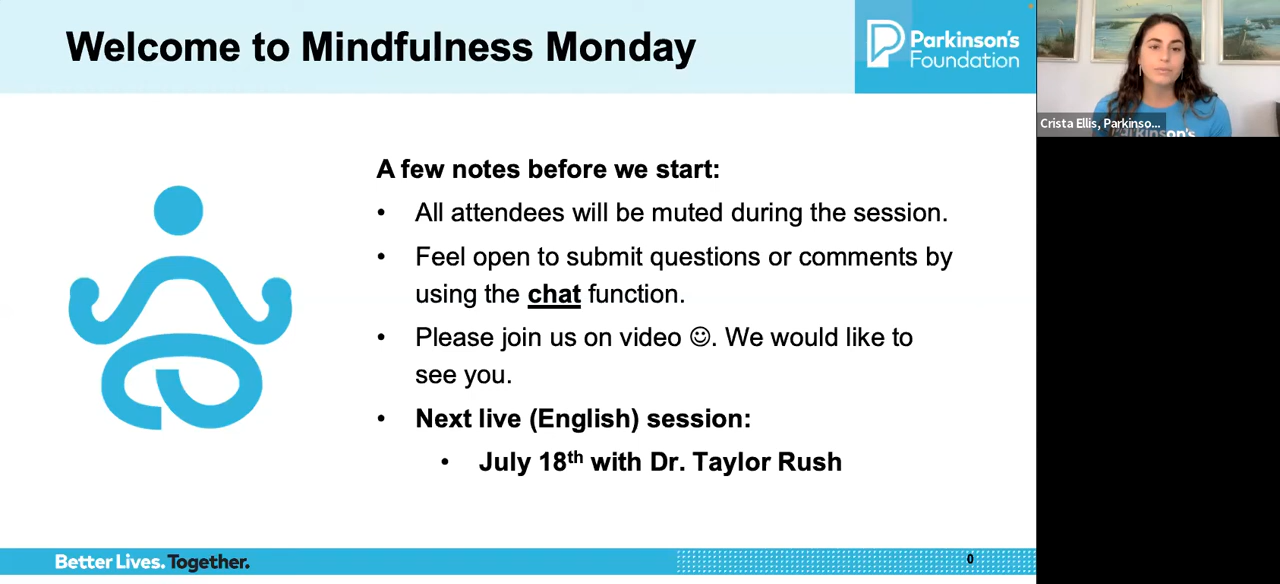 Welcome to Mindfulness Monday
Parkinson's
Foundation
Crista Ellis, Parkinso...
Parkinson's
A few notes before we start:
• All attendees will be muted during the session.
• Feel open to submit questions or comments by
using the chat function.
• Please join us on video ☺. We would like to
see you.
• Next live (English) session:
• July 18th with Dr. Taylor Rush
Better Lives. Together.
0